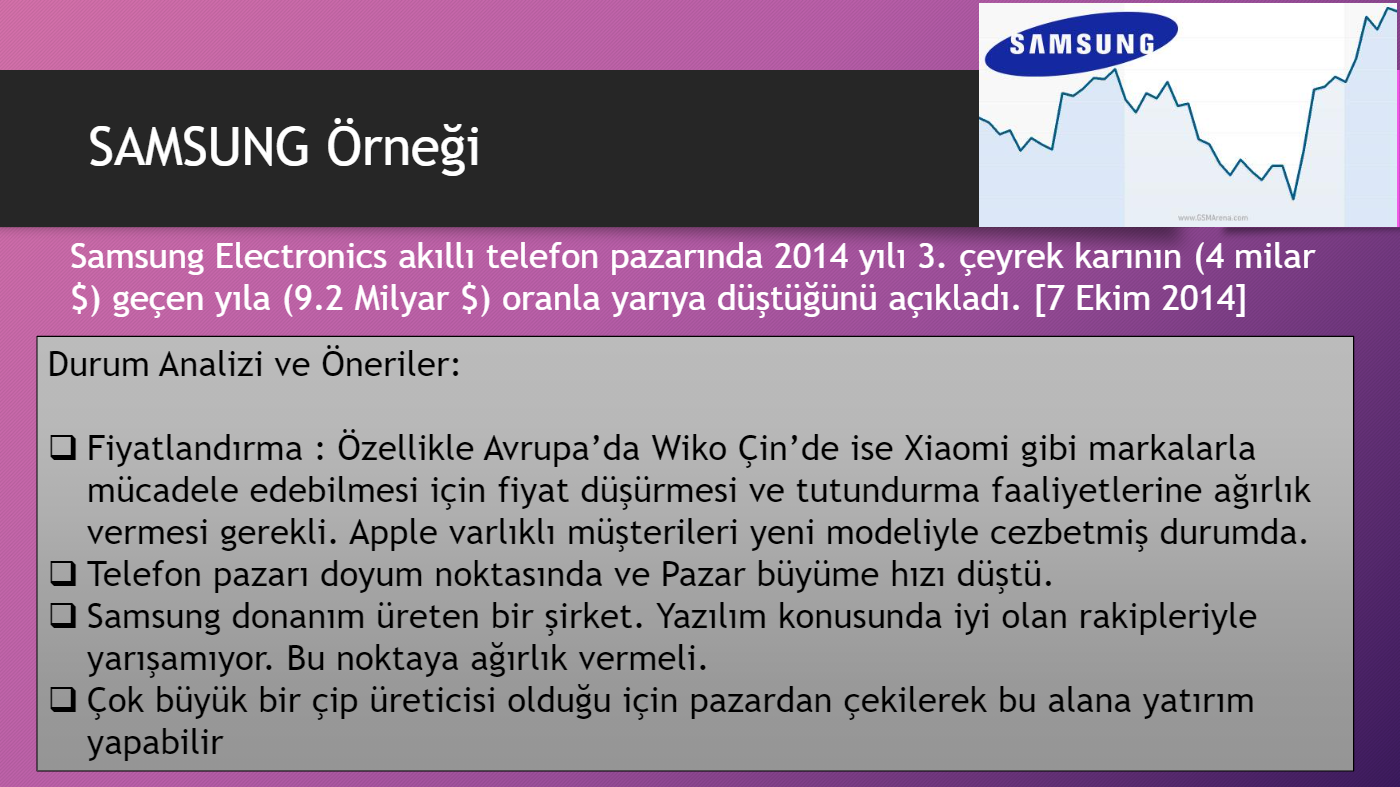 SAMSUNG
www.GSMArena.com
SAMSUNG Örneği
Samsung Electronics akıllı telefon pazarında 2014 yılı 3. çeyrek karının (4 milar
$) geçen yıla (9.2 Milyar $) oranla yarıya düştüğünü açıkladı. [7 Ekim 2014]
Durum Analizi ve Öneriler:
❑ Fiyatlandırma : Özellikle Avrupa’da Wiko Çin’de ise Xiaomi gibi markalarla
mücadele edebilmesi için fiyat düşürmesi ve tutundurma faaliyetlerine ağırlık
vermesi gerekli. Apple varlıklı müşterileri yeni modeliyle cezbetmiş durumda.
❑ Telefon pazarı doyum noktasında ve Pazar büyüme hızı düştü.
❑ Samsung donanım üreten bir şirket. Yazılım konusunda iyi olan rakipleriyle
yarışamıyor. Bu noktaya ağırlık vermeli.
❑ Çok büyük bir çip üreticisi olduğu için pazardan çekilerek bu alana yatırım
yapabilir